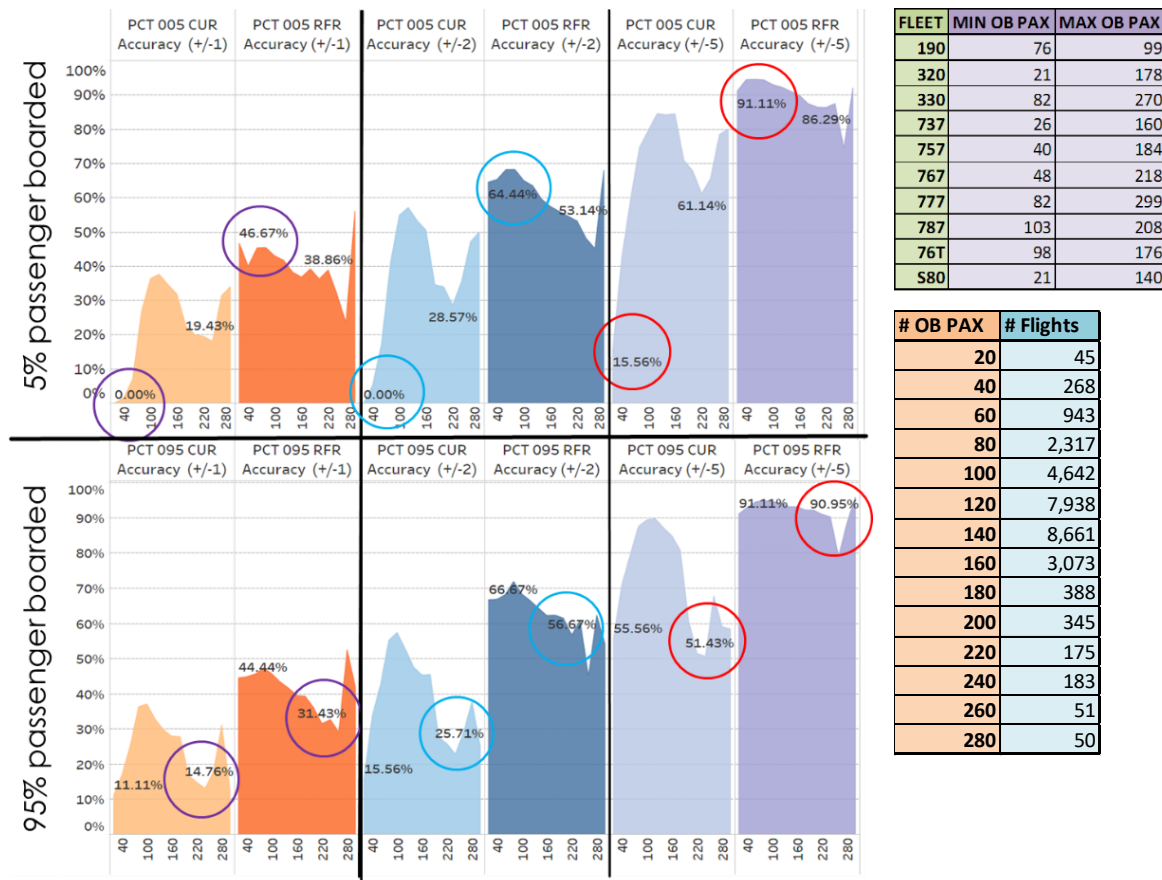 PCT 005 CUR Accuracy (+/-1)
PCT 005 RFR Accuracy (+/-1)
PCT 005 CUR Accuracy (+/-2)
PCT 005 RFR Accuracy (+/-2)
PCT 005 CUR Accuracy (+/-5)
PCT 005 RFR Accuracy (+/-5)
5% passenger boarded
100%
90%
80%
70%
60%
50%
40%
30%
20%
10%
0%
0.00%
19.43%
46.67%
38.86%
0.00%
28.57%
64.44%
53.14%
15.56%
61.14%
91.11%
86.29%
40 100 160 220 280
40 100 160 220 280
40 100 160 220 280
40 100 160 220 280
40 100 160 220 280
40 100 160 220 280
PCT 095 CUR Accuracy (+/-1)
PCT 095 RFR Accuracy (+/-1)
PCT 095 CUR Accuracy (+/-2)
PCT 095 RFR Accuracy (+/-2)
PCT 095 CUR Accuracy (+/-5)
PCT 095 RFR Accuracy (+/-5)
95% passenger boarded
100%
90%
80%
70%
60%
50%
40%
30%
20%
10%
0%
11.11%
14.76%
44.44%
31.43%
15.56%
25.71%
66.67%
56.67%
55.56%
51.43%
91.11%
90.95%
40 100 160 220 280
40 100 160 220 280
40 100 160 220 280
40 100 160 220 280
40 100 160 220 280
40 100 160 220 280
FLEET MIN OB PAX MAX OB PAX
190 76 99
320 21 178
330 82 270
737 26 160
757 40 184
767 48 218
777 82 299
787 103 208
76T 98 176
S80 21 140
# OB PAX # Flights
20 45
40 268
60 943
80 2,317
100 4,642
120 7,938
140 8,661
160 3,073
180 388
200 345
220 175
240 183
260 51
280 50